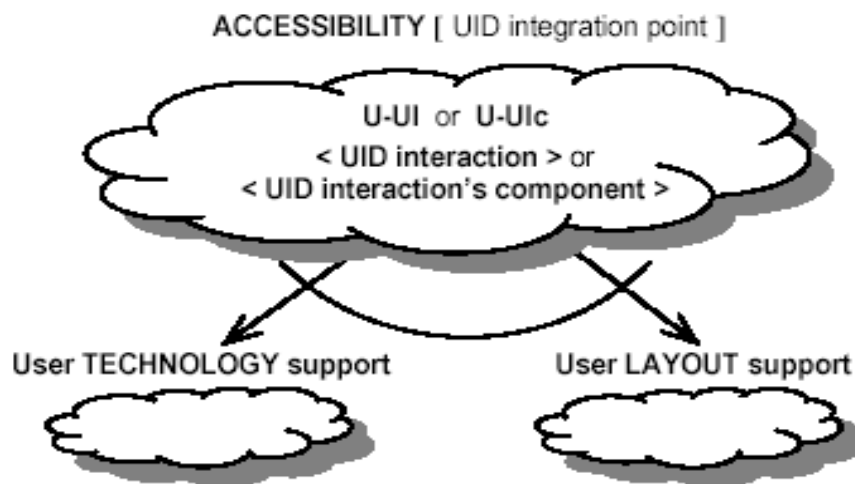 ACCESSIBILITY [ UID integration point ]
U-UI or U-UIc
< UID interaction > or
< UID interaction's component >
User TECHNOLOGY support
User LAYOUT support